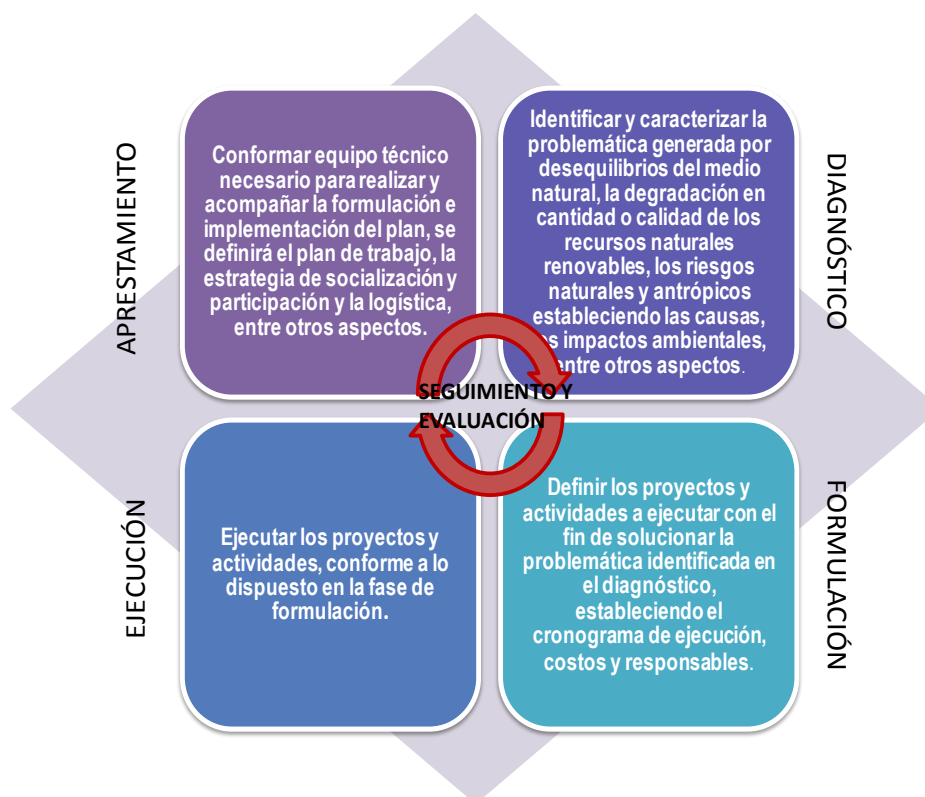 APRESTAMIENTO
Conformar equipo técnico
necesario para realizar y
acompañar la formulación e
implementación del plan, se
definirá el plan de trabajo, la
estrategia de socialización y
participación y la logística,
entre otros aspectos.
Identificar y caracterizar la
problemática generada por
desequilibrios del medio
natural, la degradación en
cantidad o calidad de los
recursos naturales
renovables, los riesgos
naturales y antrópicos
estableciendo las causas,
os impactos ambientales,
entre otros aspectos.
DIAGNÓSTICO
SEGUIMIENTO Y
EVALUACIÓN
EJECUCIÓN
Ejecutar los proyectos y
actividades, conforme a lo
dispuesto en la fase de
formulación.
Definir los proyectos y
actividades a ejecutar con el
fin de solucionar la
problemática identificada en
el diagnóstico,
estableciendo el
cronograma de ejecución,
costos y responsables.
FORMULACIÓN